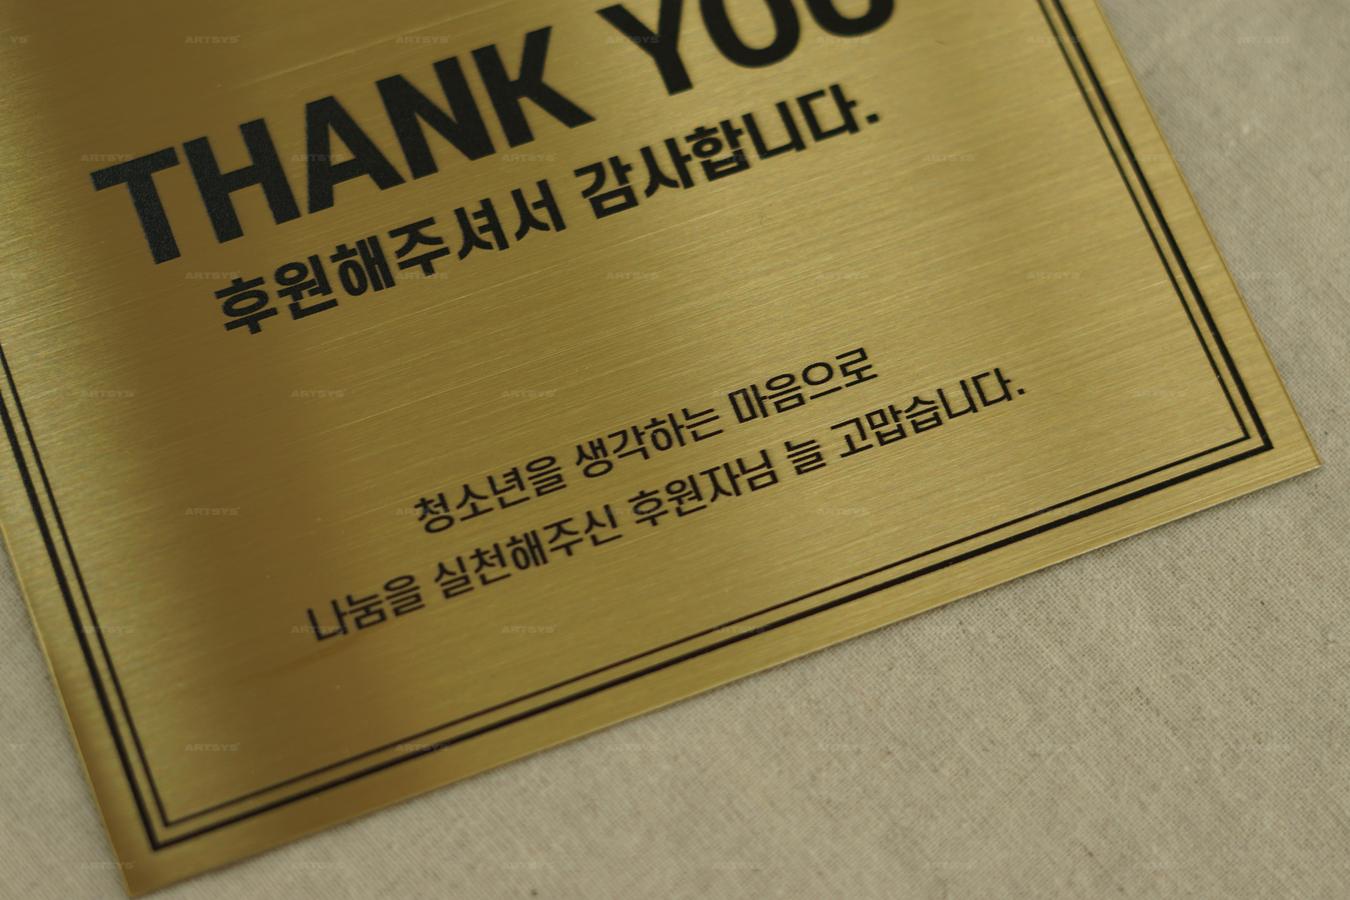 THANK YOU
후원해주셔서 감사합니다.
청소년을 생각하는 마음으로
나눔을 실천해주신 후원자님 늘 고맙습니다.
ARTSYS